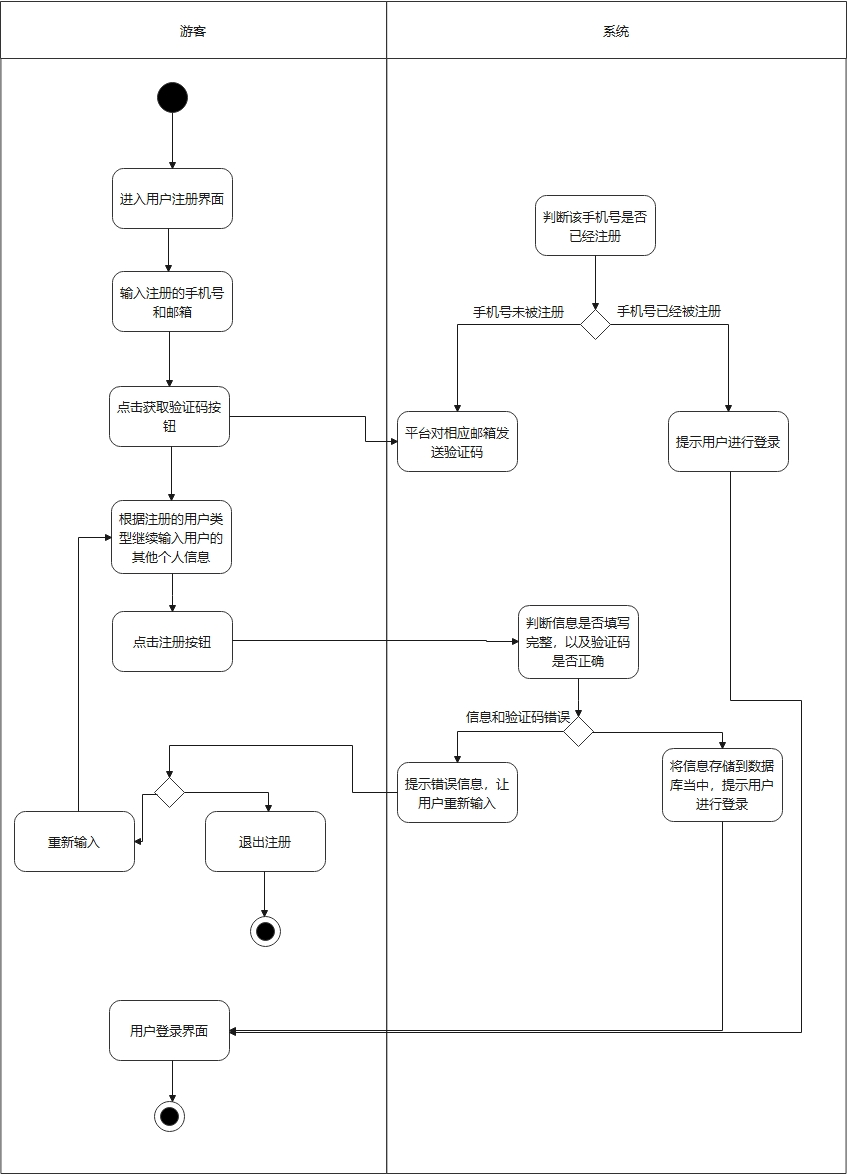 游客
系统
进入用户注册界面
判断该手机号是否
已经注册
输入注册的手机号
和邮箱
手机号未被注册
手机号已经被注册
点击获取验证码按
钮
平台对相应邮箱发
送验证码
提示用户进行登录
根据注册的用户类
型继续输入用户的
其他个人信息
点击注册按钮
判断信息是否填写
完整，以及验证码
是否正确
信息和验证码错误
提示错误信息，让
用户重新输入
将信息存储到数据
库当中，提示用户
进行登录
重新输入
退出注册
用户登录界面